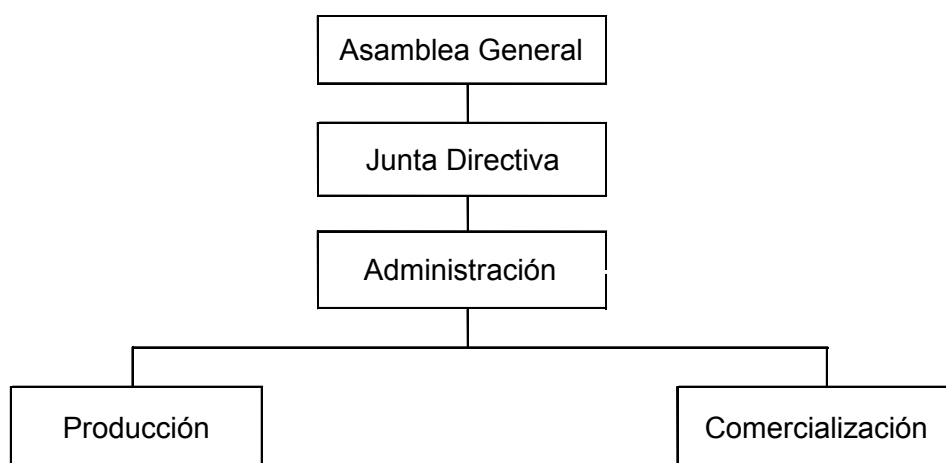 Asamblea General
Junta Directiva
Administración
Producción
Comercialización